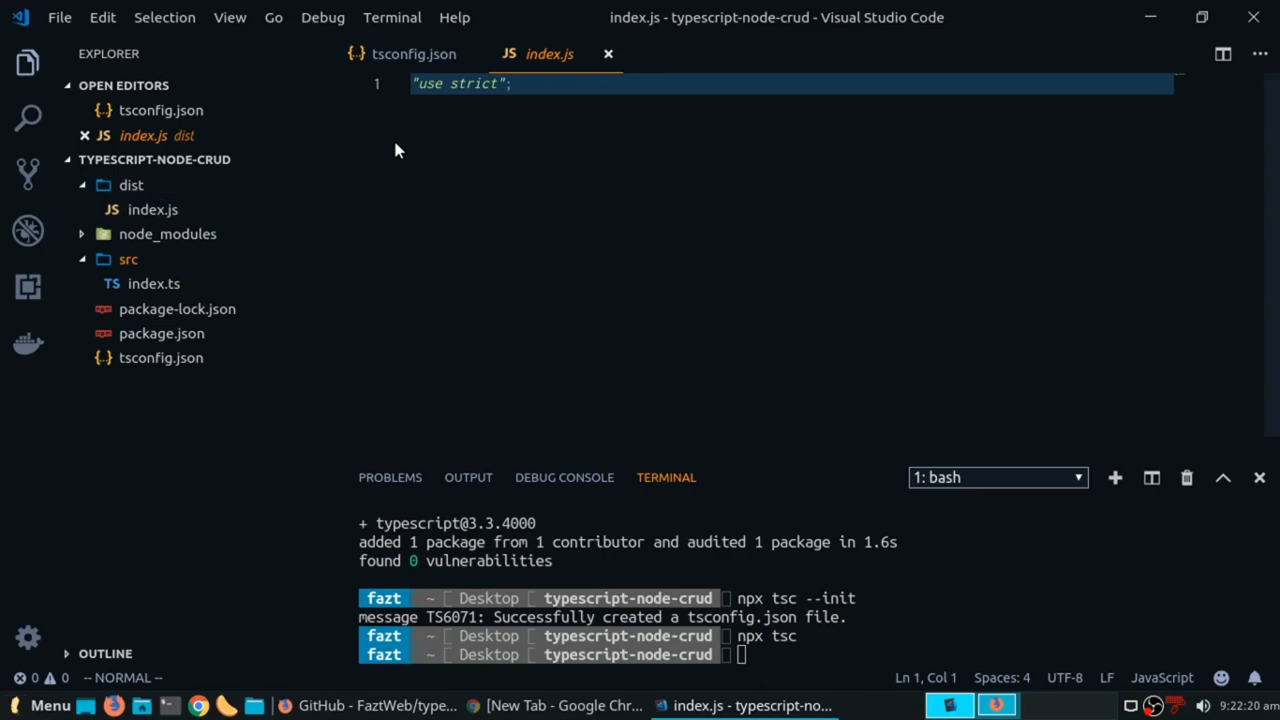 File Edit Selection View Go Debug Terminal Help
index.js - typescript-node-crud - Visual Studio Code
EXPLORER
OPEN EDITORS
{··} tsconfig.json
JS index.js dist
TYPESCRIPT-NODE-CRUD
dist
JS index.js
node_modules
src
TS index.ts
package-lock.json
package.json
{··} tsconfig.json
OUTLINE
{··} tsconfig.json
JS index.js
1 "use strict";
PROBLEMS OUTPUT DEBUG CONSOLE TERMINAL
1: bash
+ typescript@3.3.4000
added 1 package from 1 contributor and audited 1 package in 1.6s
found 0 vulnerabilities
fazt ~ [ Desktop [ typescript-node-crud npx tsc --init
message TS6071: Successfully created a tsconfig.json file.
fazt ~ [ Desktop [ typescript-node-crud npx tsc
fazt ~ [ Desktop [ typescript-node-crud
0 0 -- NORMAL --
Ln 1, Col 1 Spaces: 4 UTF-8 LF JavaScript
Menu
GitHub - FaztWeb/type...
[New Tab - Google Chr...
index.js - typescript-no...
9:22:20 am